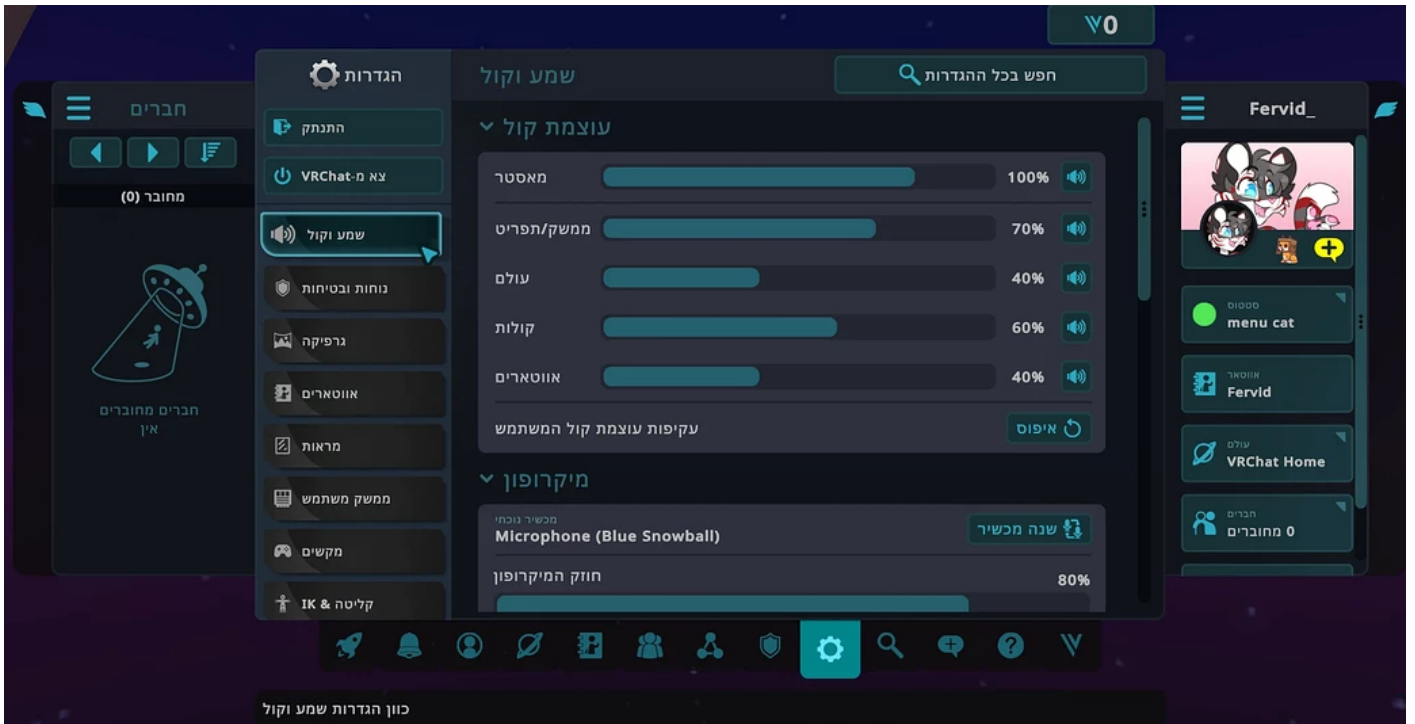 0
הגדרות
שמע וקול
חפש בכל ההגדרות
חברים
מחובר (0)
חברים מחוברים
אין
התנתק
צא מ-VRChat
שמע וקול
נוחות ובטיחות
גרפיקה
אווטארים
מראות
ממשק משתמש
מקשים
קליטה & IK
עוצמת קול
מאסטר
100%
ממשק/תפריט
70%
עולם
40%
קולות
60%
אווטארים
40%
עקיפות עוצמת קול המשתמש
איפוס
מיקרופון
מכשיר נוכחי
Microphone (Blue Snowball)
שנה מכשיר
חוזק המיקרופון
80%
Fervid_
סטטוס
menu cat
אווטאר
Fervid
עולם
VRChat Home
חברים
0 מחוברים
כוון הגדרות שמע וקול